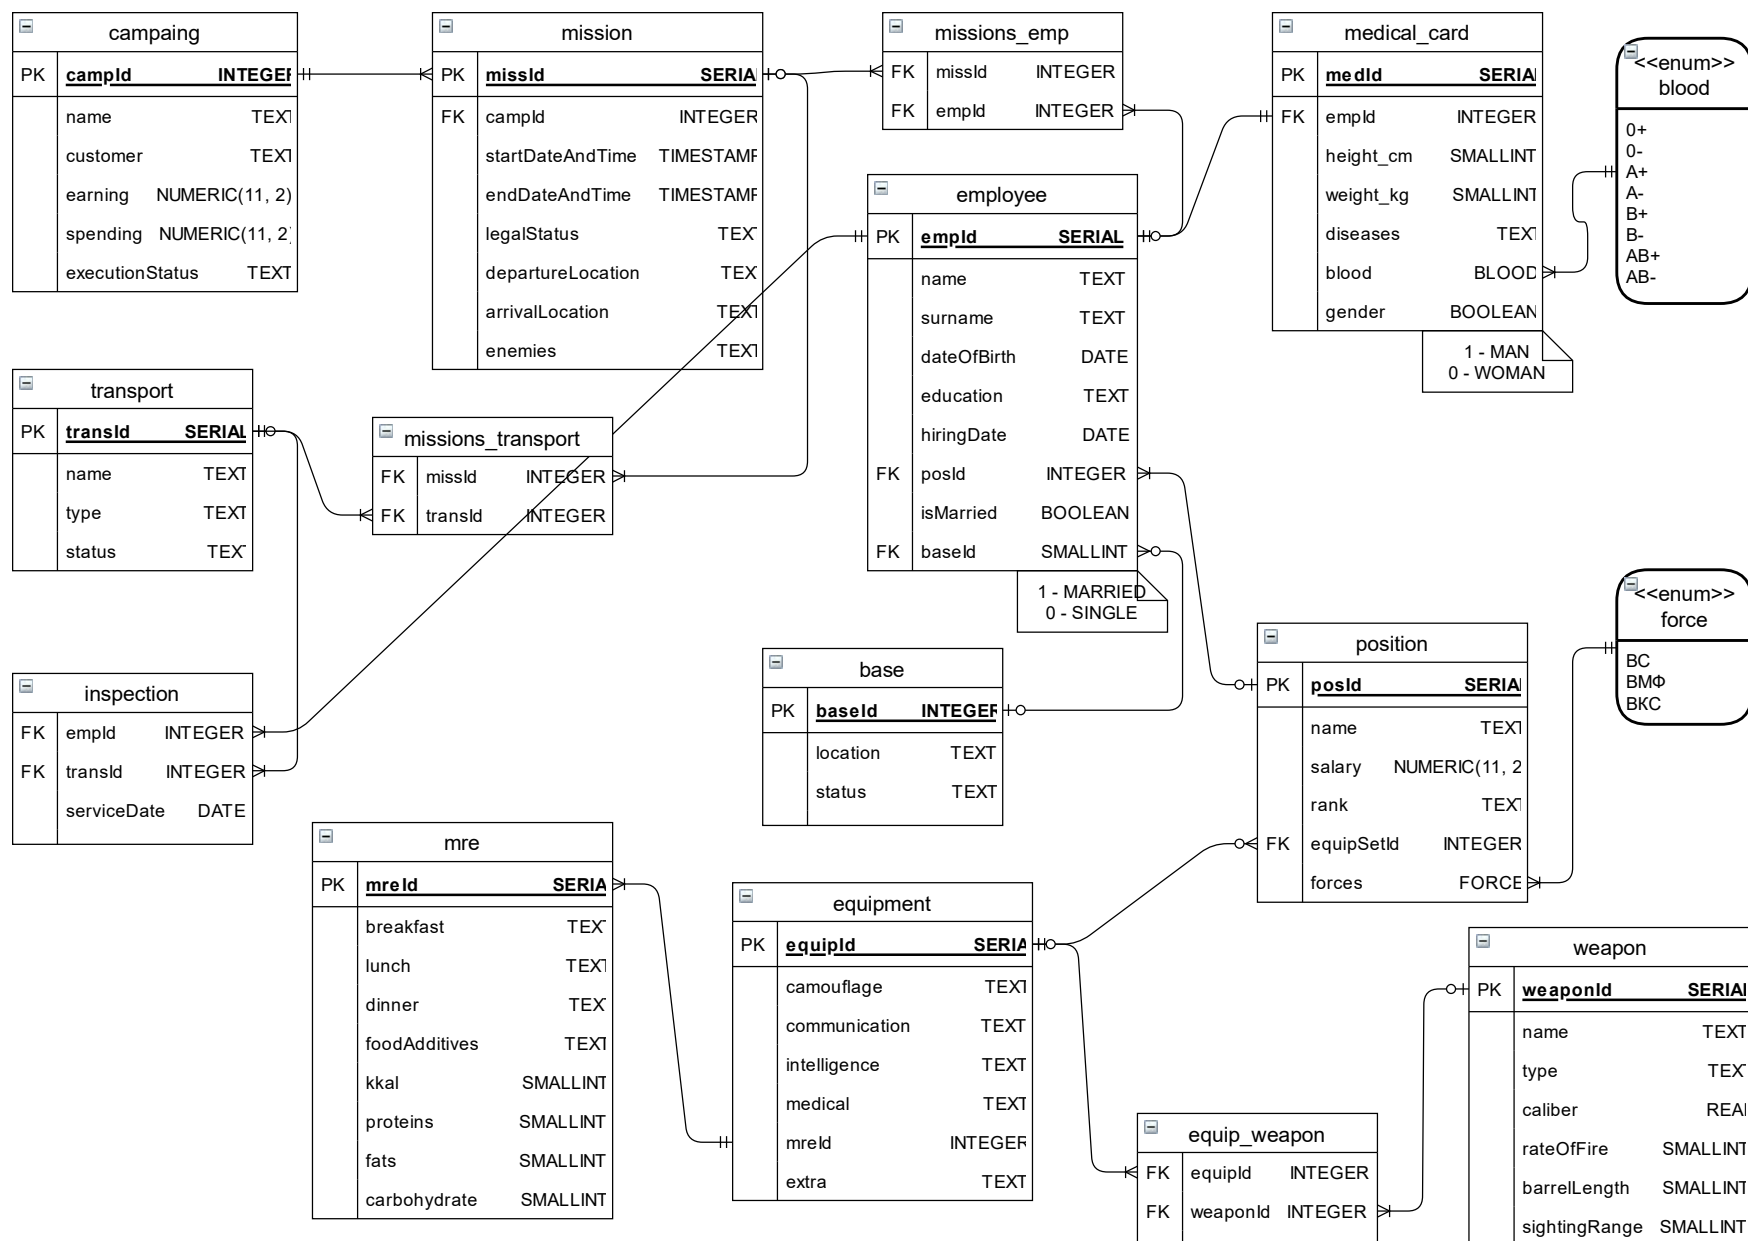 campaing
PK campId INTEGER
name TEXT
customer TEXT
earning NUMERIC(11, 2)
spending NUMERIC(11, 2)
executionStatus TEXT
mission
PK missId SERIA
FK campId INTEGER
startDateAndTime TIMESTAMP
endDateAndTime TIMESTAMP
legalStatus TEXT
departureLocation TEX
arrivalLocation TEXT
enemies TEXT
missions_emp
FK missId INTEGER
FK empId INTEGER
medical_card
PK medId SERIA
FK empId INTEGER
height_cm SMALLINT
weight_kg SMALLINT
diseases TEXT
blood BLOOD
gender BOOLEAN
1 - MAN
0 - WOMAN
<<enum>>
blood
0+
0-
A+
A-
B+
B-
AB+
AB-
employee
PK empId SERIAL
name TEXT
surname TEXT
dateOfBirth DATE
education TEXT
hiringDate DATE
FK posId INTEGER
isMarried BOOLEAN
FK baseId SMALLINT
1 - MARRIED
0 - SINGLE
transport
PK transId SERIAL
name TEXT
type TEXT
status TEXT
missions_transport
FK missId INTEGER
FK transId INTEGER
inspection
FK empId INTEGER
FK transId INTEGER
serviceDate DATE
base
PK baseId INTEGER
location TEXT
status TEXT
position
PK posId SERIA
name TEXT
salary NUMERIC(11, 2
rank TEXT
FK equipSetId INTEGER
forces FORCE
<<enum>>
force
ВС
ВМФ
ВКС
mre
PK mreId SERIA
breakfast TEXT
lunch TEXT
dinner TEX
foodAdditives TEXT
kkal SMALLINT
proteins SMALLINT
fats SMALLINT
carbohydrate SMALLINT
equipment
PK equipId SERIA
camouflage TEXT
communication TEXT
intelligence TEXT
medical TEXT
mreId INTEGER
extra TEXT
equip_weapon
FK equipId INTEGER
FK weaponId INTEGER
weapon
PK weaponId SERIAL
name TEXT
type TEXT
caliber REAL
rateOfFire SMALLINT
barrelLength SMALLINT
sightingRange SMALLINT